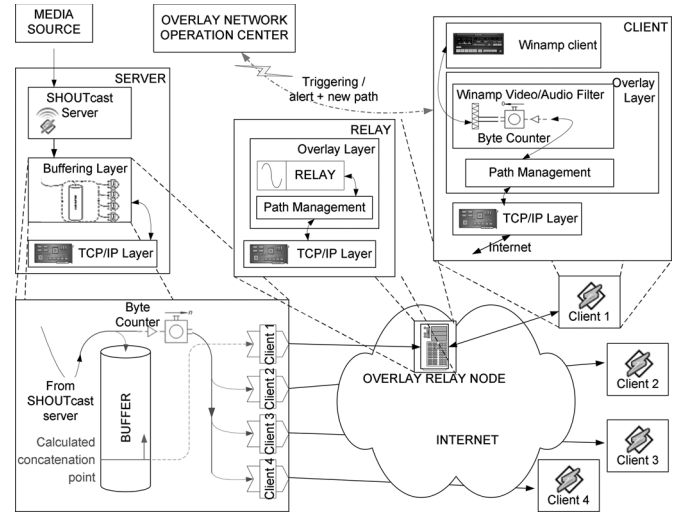 MEDIA
SOURCE
OVERLAY NETWORK
OPERATION CENTER
CLIENT
Winamp client
SERVER
SHOUTcast
Server
Triggering /
alert + new path
Overlay
Layer
Winamp Video/Audio Filter
n
Byte Counter
RELAY
Overlay Layer
RELAY
Buffering Layer
Path Management
Path Management
TCP/IP Layer
TCP/IP Layer
TCP/IP Layer
Internet
Byte
Counter
n
Client 1
Client 1
Client 2
Client 3
Client 4
From
SHOUTcast
server
BUFFER
Calculated
concatenation
point
OVERLAY RELAY NODE
INTERNET
Client 2
Client 3
Client 4